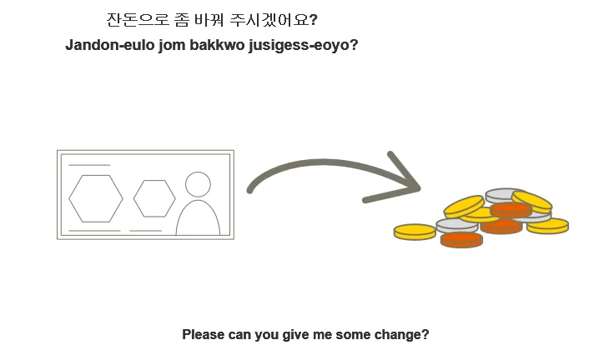 잔돈으로 좀 바꿔 주시겠어요?
Jandon-eulo jom bakkwo jusigess-eoyo?
Please can you give me some change?